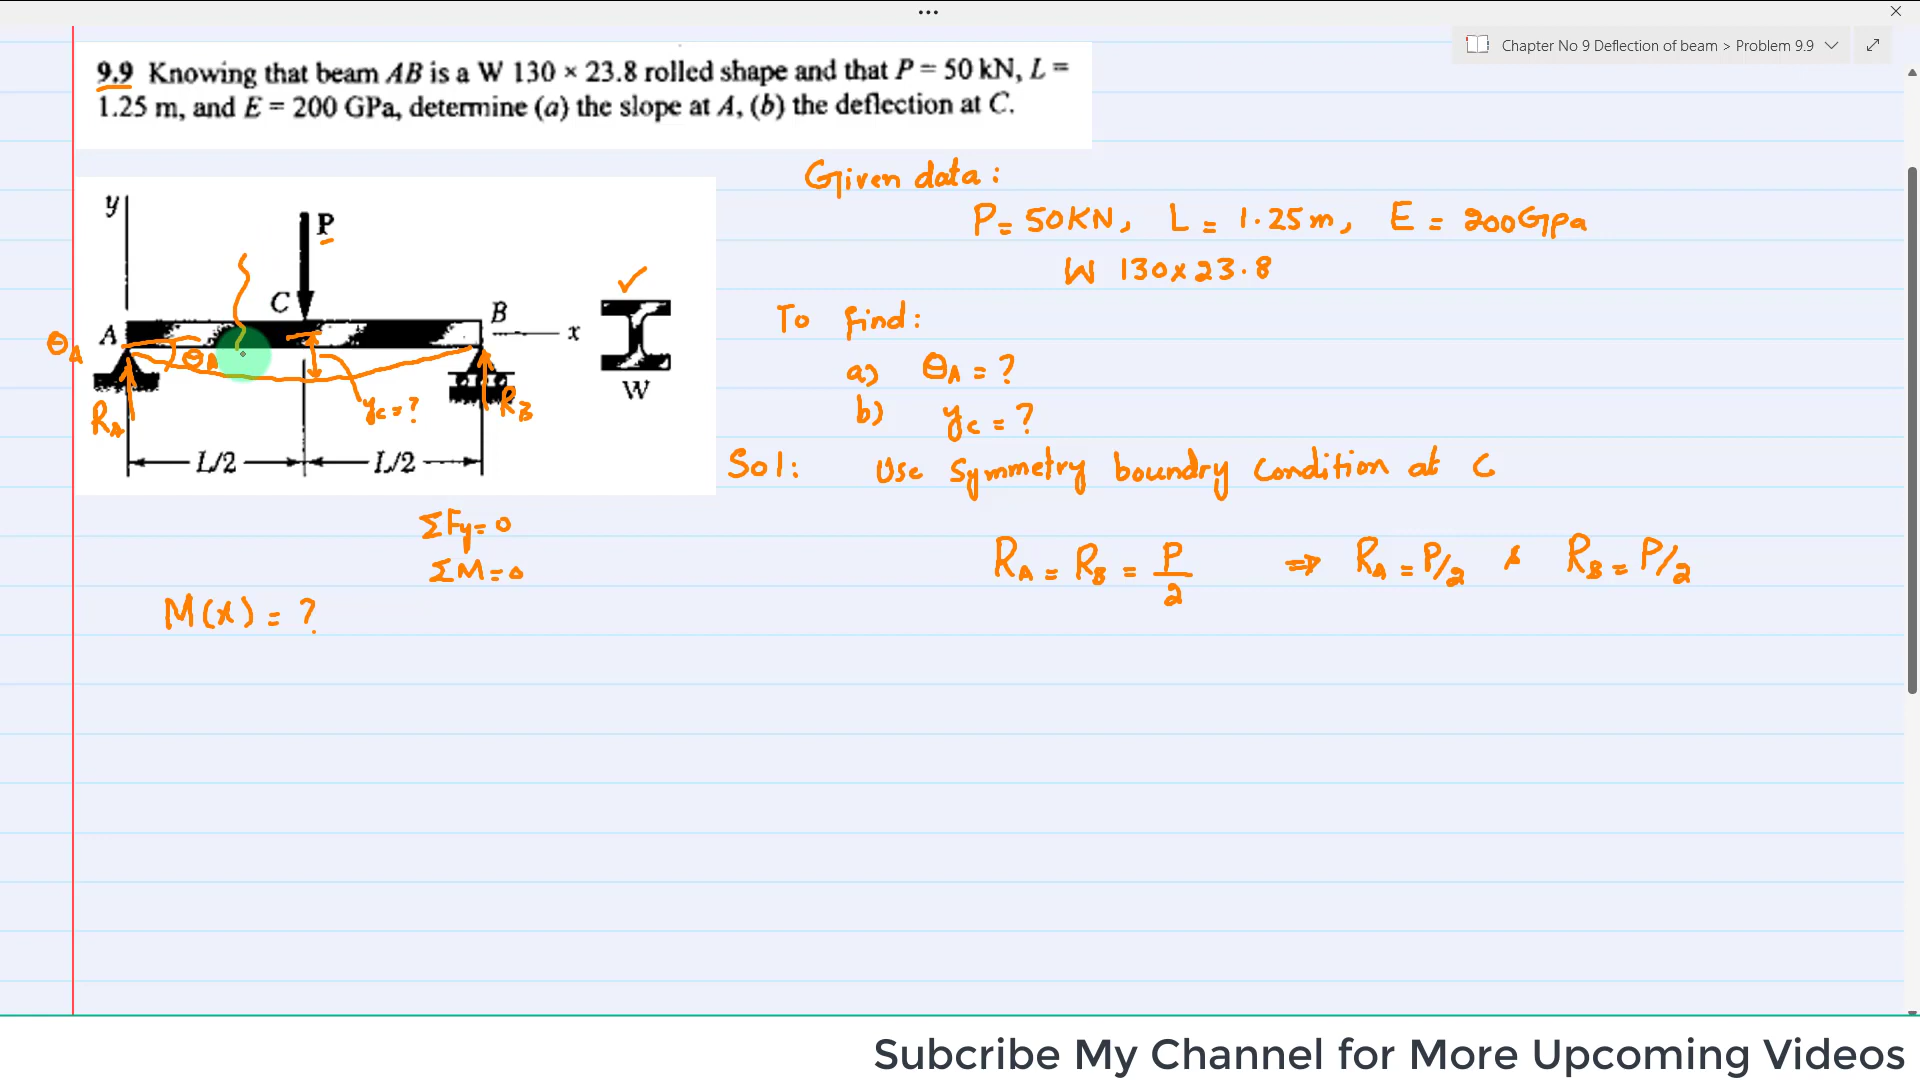 ...
Chapter No 9 Deflection of beam > Problem 9.9
9.9 Knowing that beam AB is a W 130 × 23.8 rolled shape and that P = 50 kN, L =
1.25 m, and E = 200 GPa, determine (a) the slope at A, (b) the deflection at C.
Given data:
P = 50KN, L = 1.25m, E = 200Gpa
W 130x23.8
To find:
a) θA = ?
b) yc = ?
Sol: Use Symmetry boundry Condition at C
RA = RB = P/2 ⇒ RA = P/2 & RB = P/2
y
P
C
B
A
x
θA
θA
W
RA
yc = ?
RB
L/2
L/2
ΣFy = 0
ΣM = 0
M(x) = ?
Subcribe My Channel for More Upcoming Videos